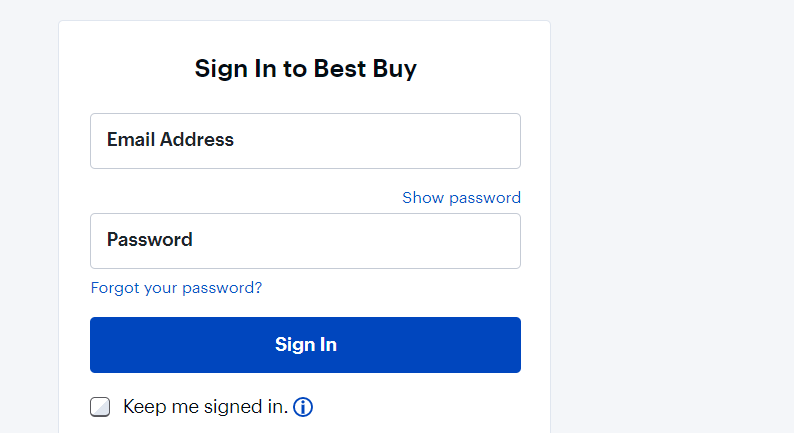 Sign In to Best Buy
Email Address
Show password
Password
Forgot your password?
Sign In
Keep me signed in.